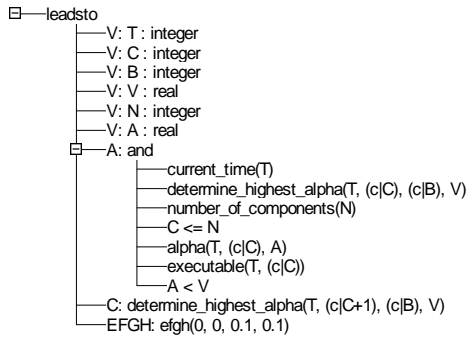 leadsto
V: T : integer
V: C : integer
V: B : integer
V: V : real
V: N : integer
V: A : real
A: and
current_time(T)
determine_highest_alpha(T, (c|C), (c|B), V)
number_of_components(N)
C <= N
alpha(T, (c|C), A)
executable(T, (c|C))
A < V
C: determine_highest_alpha(T, (c|C+1), (c|B), V)
EFGH: efgh(0, 0, 0.1, 0.1)